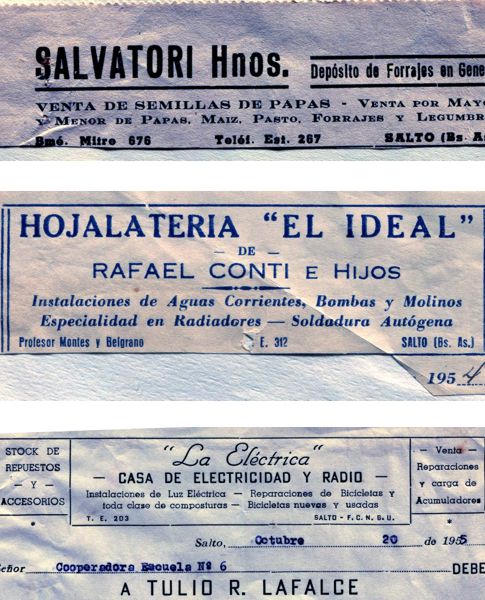 SALVATORI Hnos. Depósito de Forrajes en Gene
VENTA DE SEMILLAS DE PAPAS - VENTA POR MAY
Y MENOR DE PAPAS, MAIZ, PASTO, FORRAJES Y LEGUMBR
Bmé. Mitre 676 Teléf. Est. 267 SALTO (Bs. A
HOJALATERIA "EL IDEAL"
— DE —
RAFAEL CONTI E HIJOS
Instalaciones de Aguas Corrientes, Bombas y Molinos
Especialidad en Radiadores — Soldadura Autógena
Profesor Montes y Belgrano E. 312 SALTO (Bs. As.)
195 4
STOCK DE
REPUESTOS
— Y —
ACCESORIOS
*
"La Eléctrica"
— CASA DE ELECTRICIDAD Y RADIO —
Instalaciones de Luz Eléctrica — Reparaciones de Bicicletas y
toda clase de composturas — Bicicletas nuevas y usadas
T. E. 203 SALTO - F.C.N.B.U.
— Venta —
Reparaciones
y carga de
Acumuladores
*
Salto, Octubre 20 de 1955
eñor Cooperadora Escuela Nº 6 DEBE
A TULIO R. LAFALCE